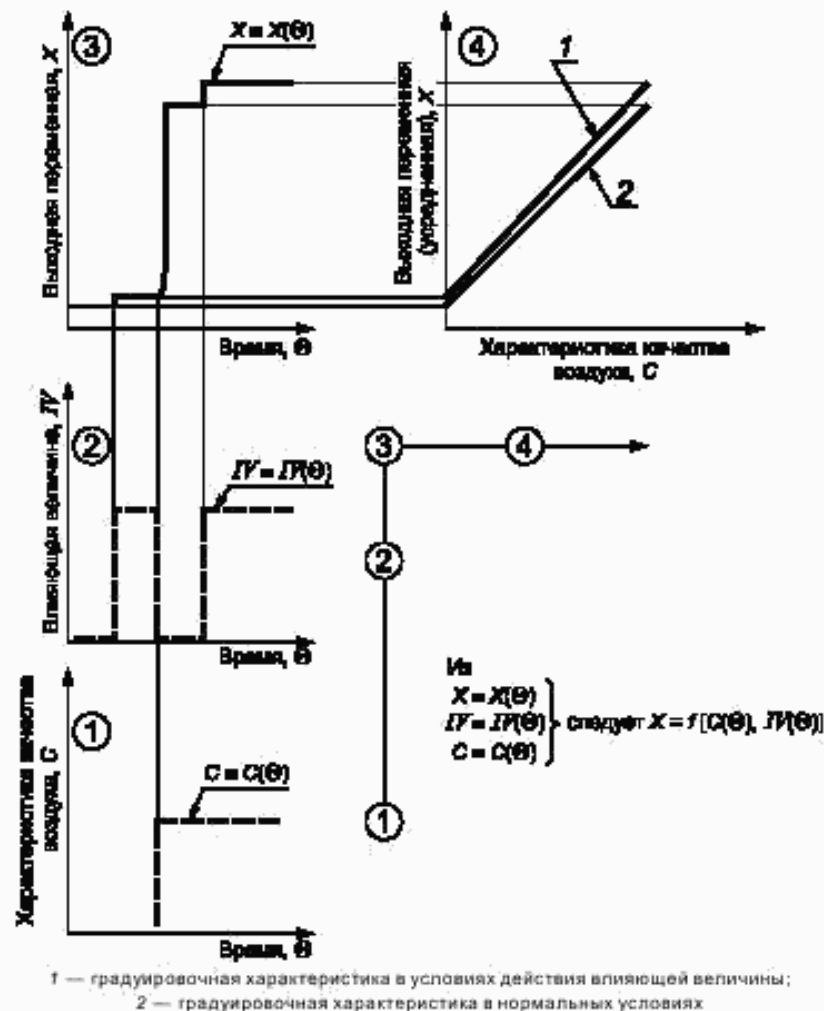 ③
X = X(Θ)
Выходная переменная, X
Время, Θ
④
1
2
Выходная переменная
(усредненная), X
Характеристика качества
воздуха, C
②
IV = IV(Θ)
Влияющая величина, IV
Время, Θ
③
④
②
①
①
C = C(Θ)
Характеристика качества
воздуха, C
Время, Θ
Из
X = X(Θ)
IV = IV(Θ)
C = C(Θ)
следует X = f [C(Θ), IV(Θ)]
1 — градуировочная характеристика в условиях действия влияющей величины;
2 — градуировочная характеристика в нормальных условиях